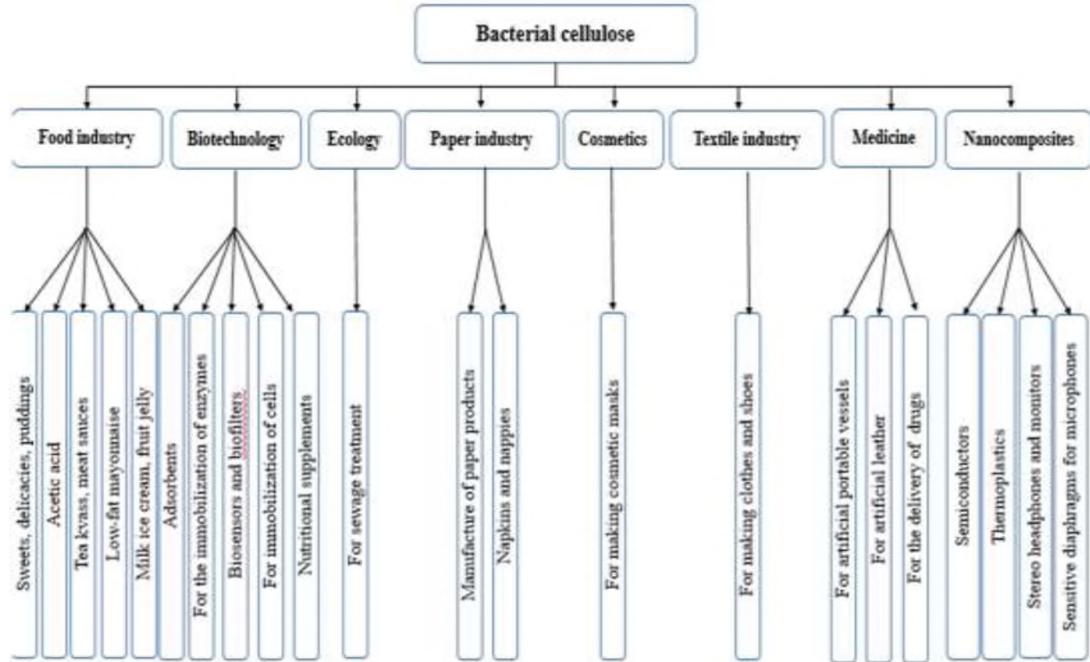 Bacterial cellulose
Food industry
Biotechnology
Ecology
Paper industry
Cosmetics
Textile industry
Medicine
Nanocomposites
Sweets, delicacies, puddings
Acetic acid
Tea kvass, meat sauces
Low-fat mayonnaise
Milk ice cream, fruit jelly
Adsorbents
For the immobilization of enzymes
Biosensors and biofilters
For immobilization of cells
Nutritional supplements
For sewage treatment
Manufacture of paper products
Napkins and nappies
For making cosmetic masks
For making clothes and shoes
For artificial portable vessels
For artificial leather
For the delivery of drugs
Semiconductors
Thermoplastics
Stereo headphones and monitors
Sensitive diaphragms for microphones